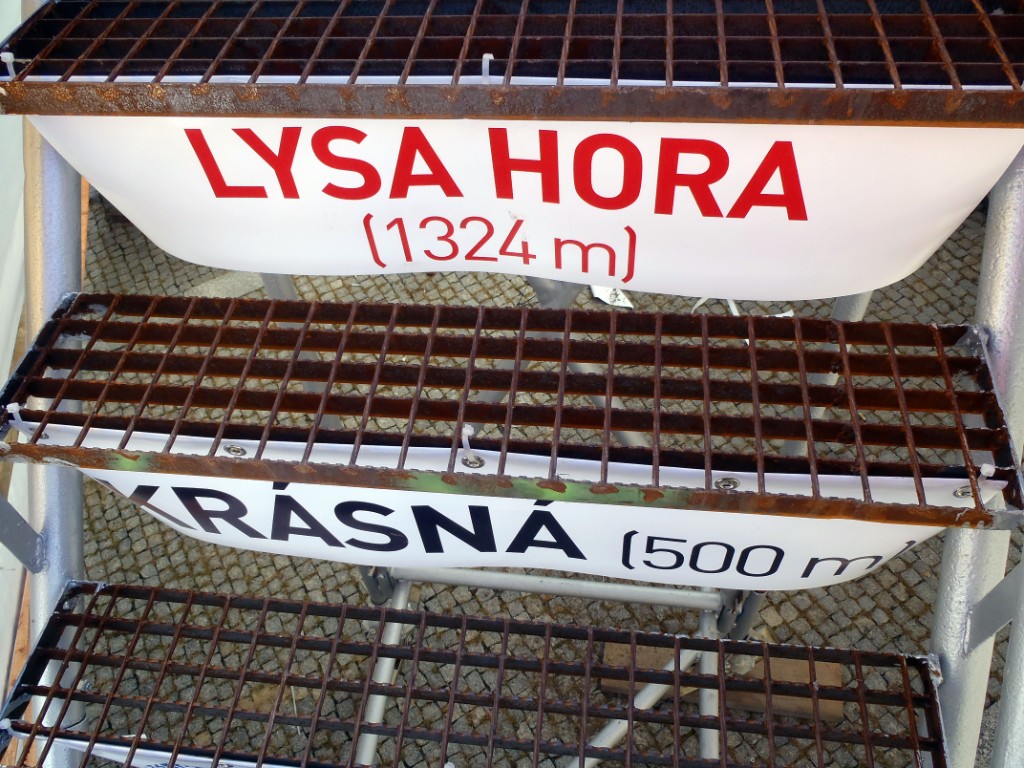 LYSA HORA
(1324 m)
KRÁSNÁ (500 m)